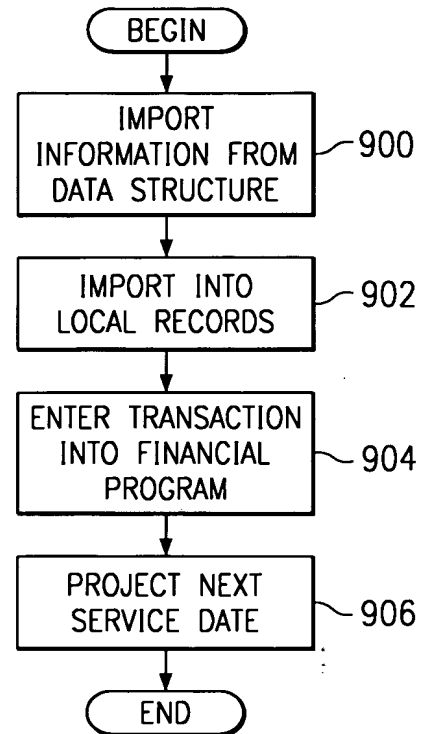 BEGIN
IMPORT
INFORMATION FROM
DATA STRUCTURE
900
IMPORT INTO
LOCAL RECORDS
902
ENTER TRANSACTION
INTO FINANCIAL
PROGRAM
904
PROJECT NEXT
SERVICE DATE
906
END